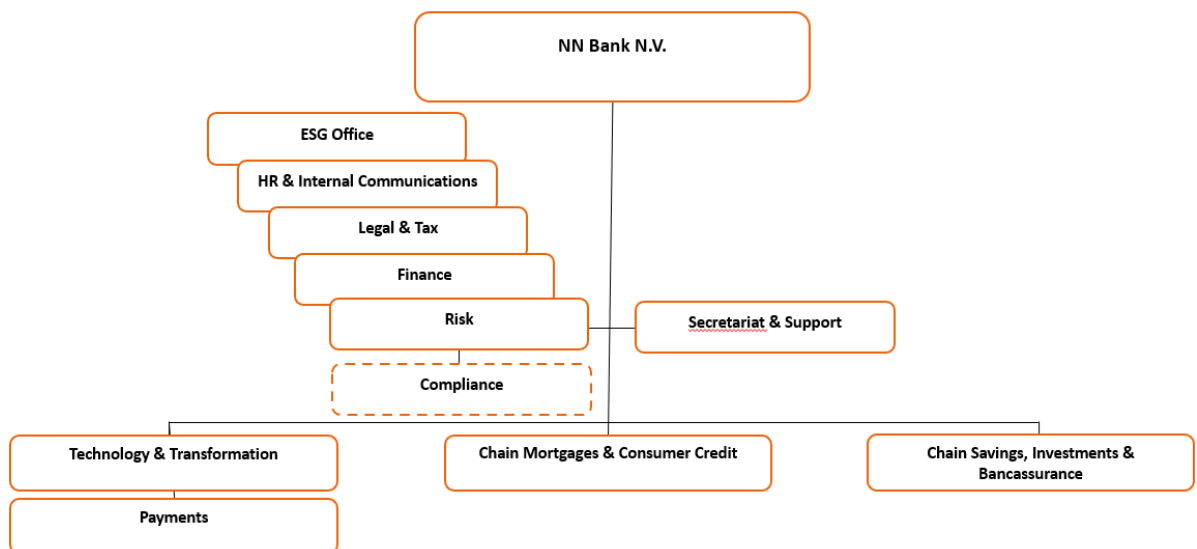 NN Bank N.V.
ESG Office
HR & Internal Communications
Legal & Tax
Finance
Risk
Secretariat & Support
Compliance
Technology & Transformation
Chain Mortgages & Consumer Credit
Chain Savings, Investments &
Bancassurance
Payments